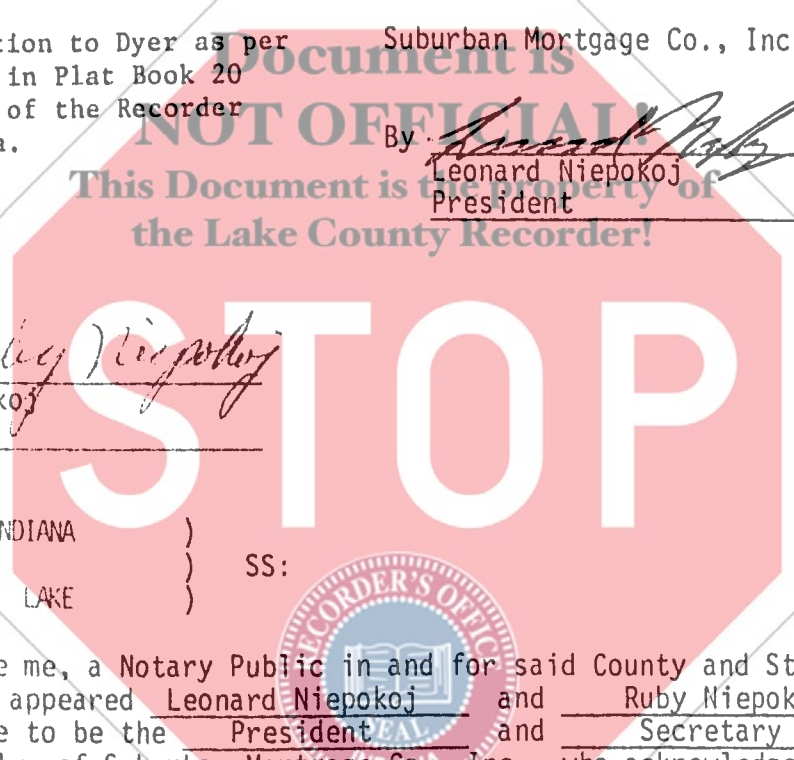 tion to Dyer as per
in Plat Book 20
of the Recorder
a.
Suburban Mortgage Co., Inc
By
Leonard Niepokoj
President
Document is
NOT OFFICIAL!
This Document is the property of
the Lake County Recorder!
STOP
koj
NDIANA )
) SS:
LAKE )
RECORDER'S OFFIC
SEAL
e me, a Notary Public in and for said County and St
appeared Leonard Niepokoj and Ruby Niepok
e to be the President and Secretary